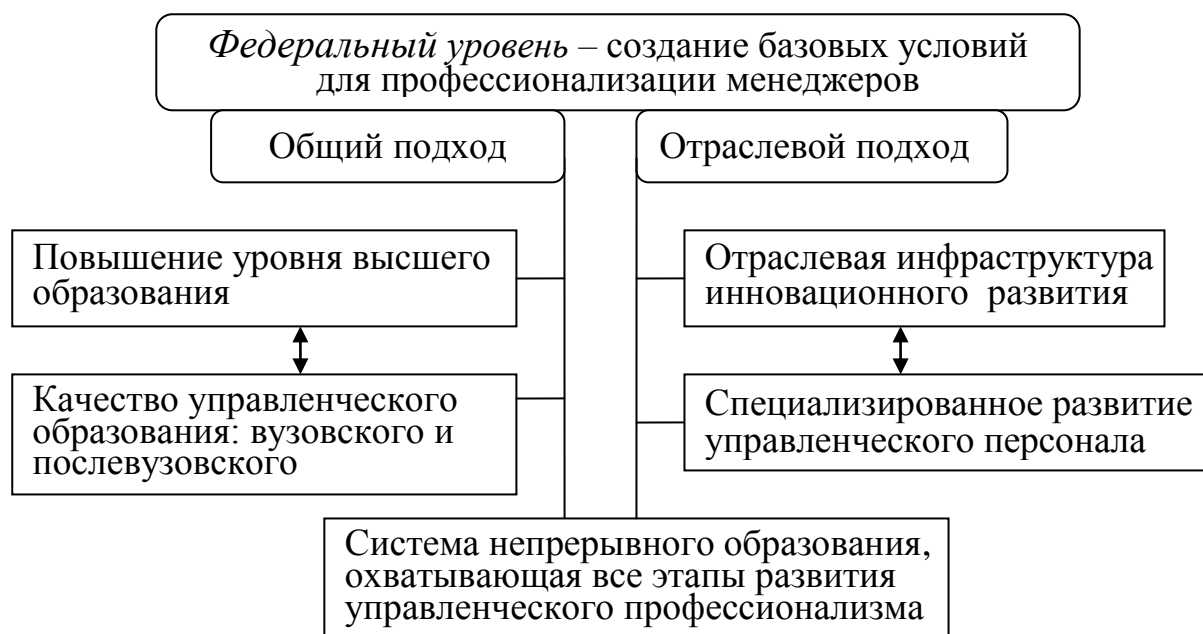 Федеральный уровень – создание базовых условий
для профессионализации менеджеров
Общий подход
Отраслевой подход
Повышение уровня высшего
образования
Отраслевая инфраструктура
инновационного развития
Качество управленческого
образования: вузовского и
послевузовского
Специализированное развитие
управленческого персонала
Система непрерывного образования,
охватывающая все этапы развития
управленческого профессионализма